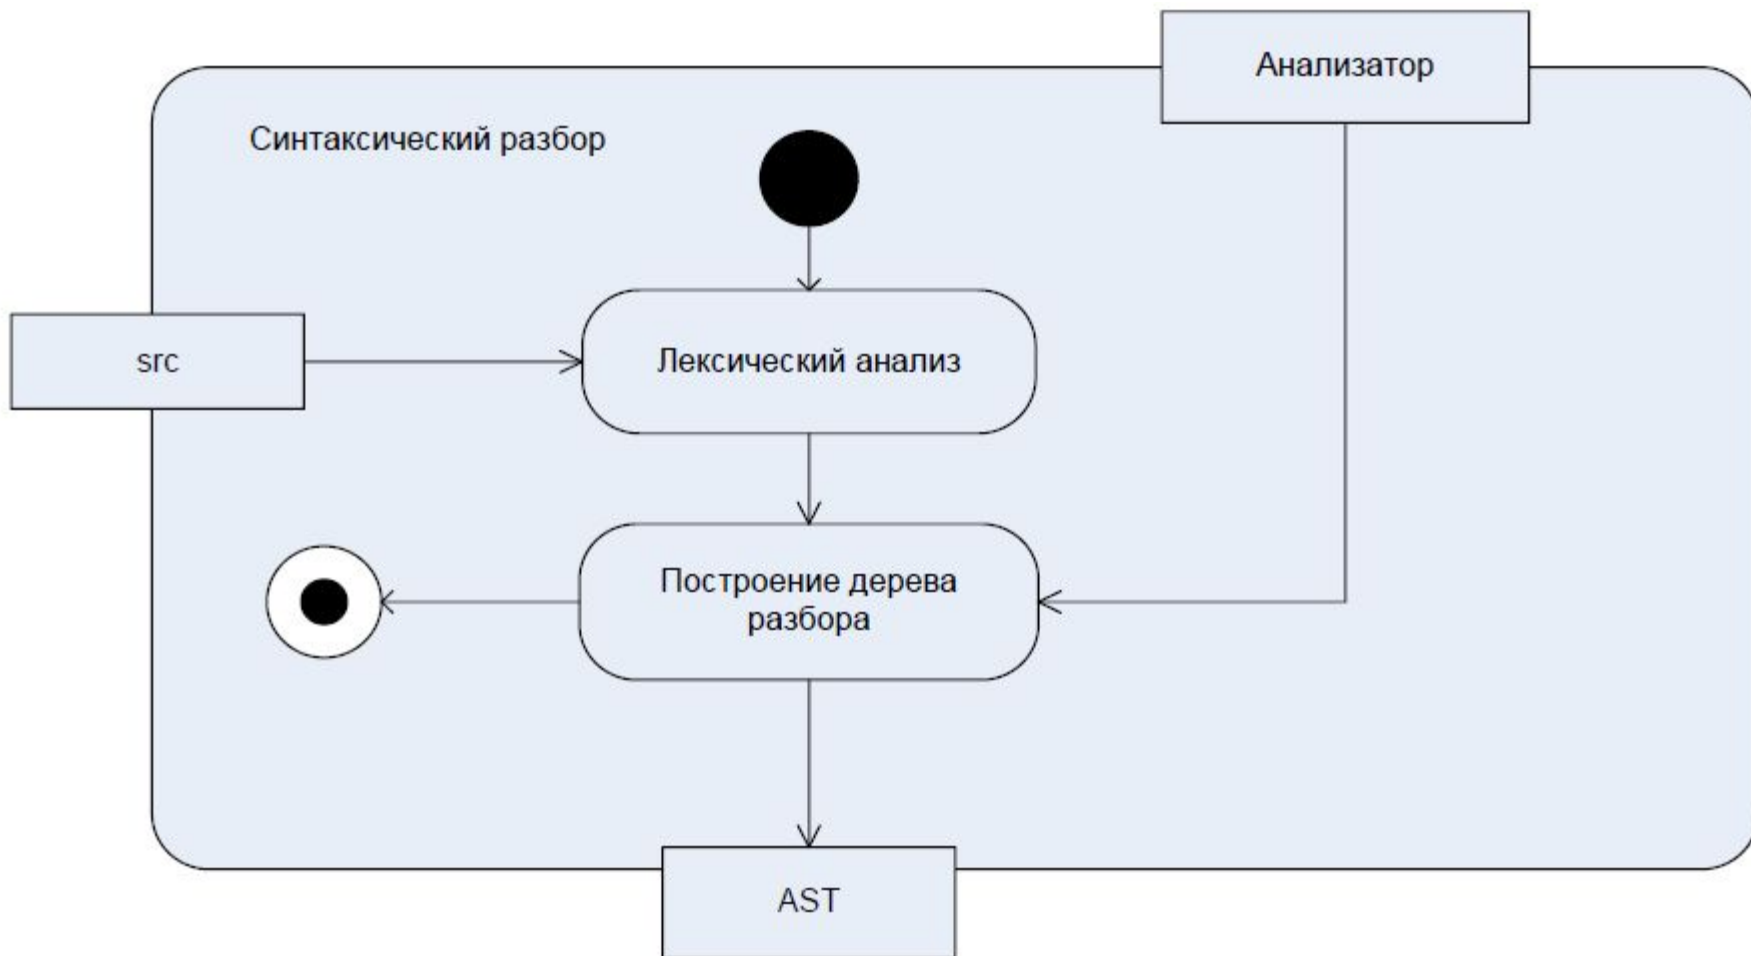 Анализатор
Синтаксический разбор
src
Лексический анализ
Построение дерева
разбора
AST